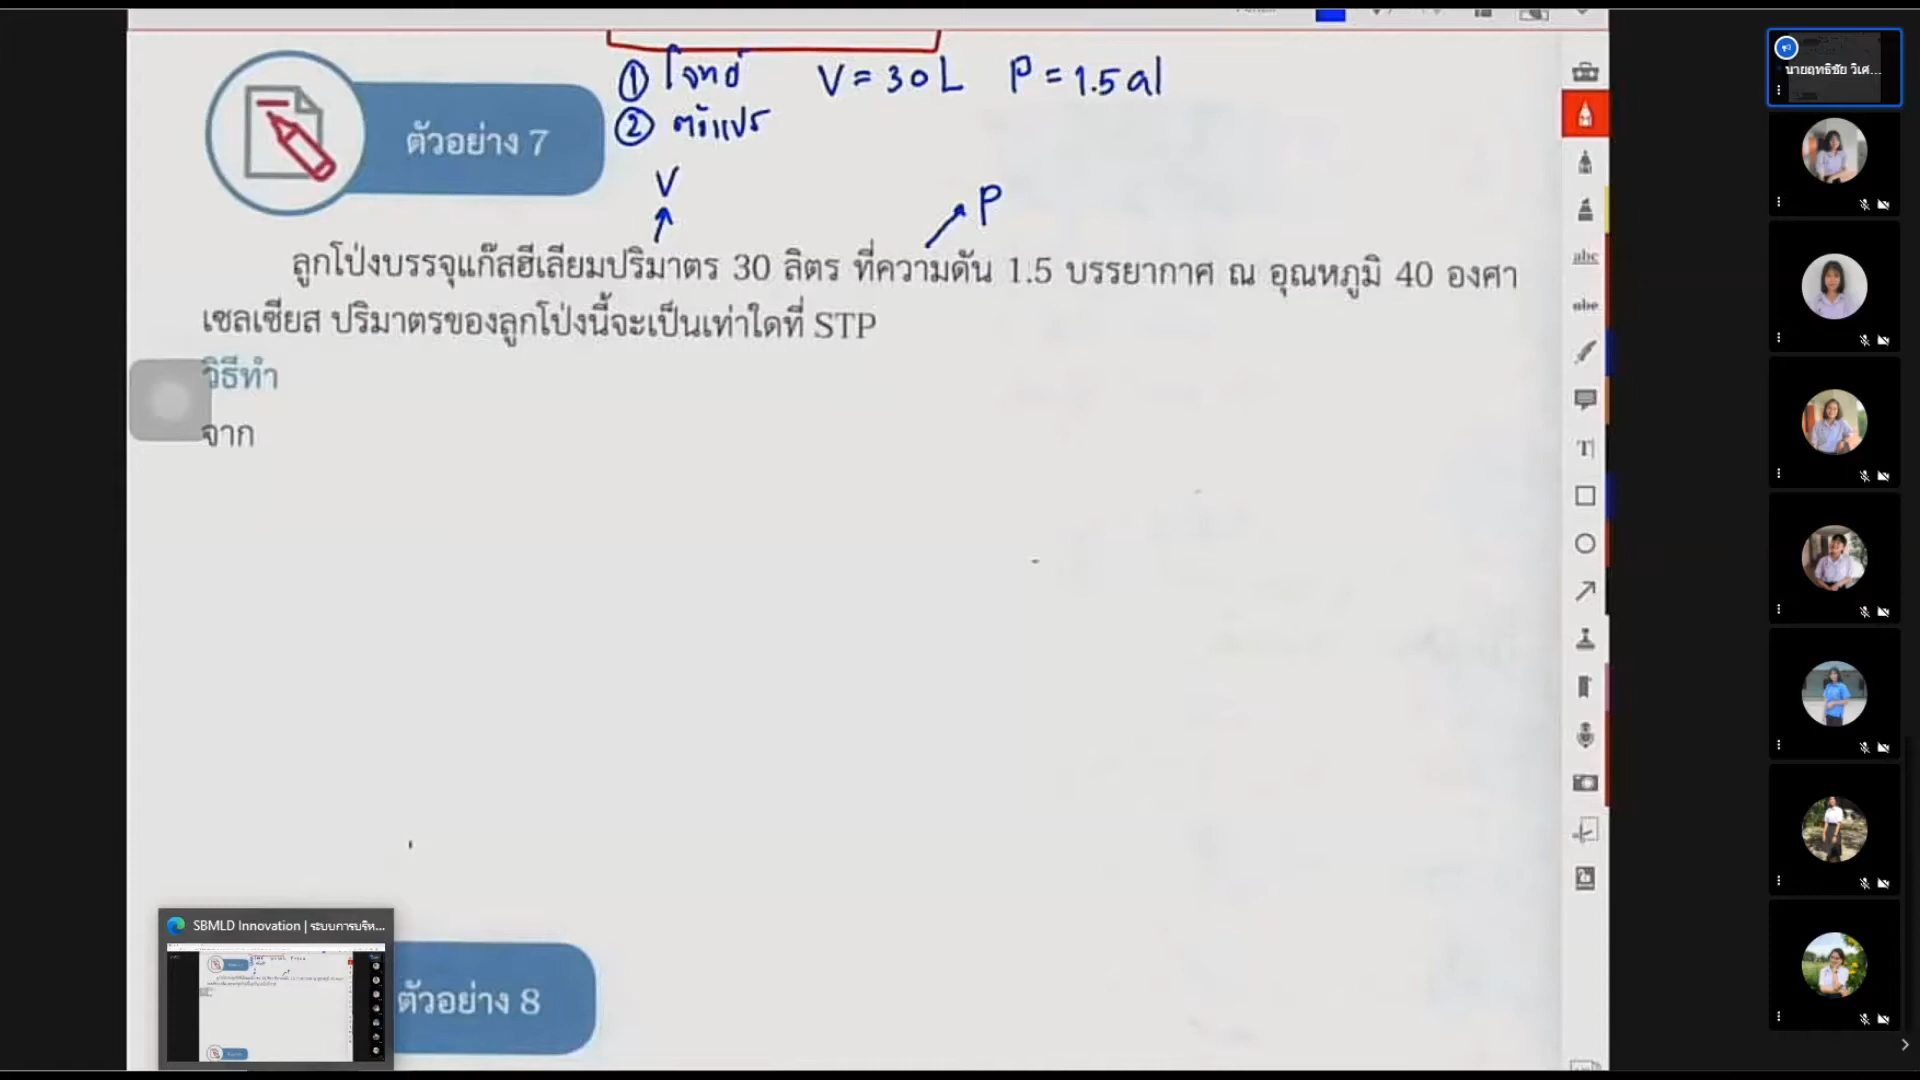 ① โจทย์ V = 30 L P = 1.5 al
② ตัวแปร
ตัวอย่าง 7
V
P
ลูกโป่งบรรจุแก๊สฮีเลียมปริมาตร 30 ลิตร ที่ความดัน 1.5 บรรยากาศ ณ อุณหภูมิ 40 องศา
เซลเซียส ปริมาตรของลูกโป่งนี้จะเป็นเท่าใดที่ STP
วิธีทำ
จาก
SBMLD Innovation | ระบบการบริห...
ตัวอย่าง 8
นายฤทธิชัย วิเศ...
abc
abc
T